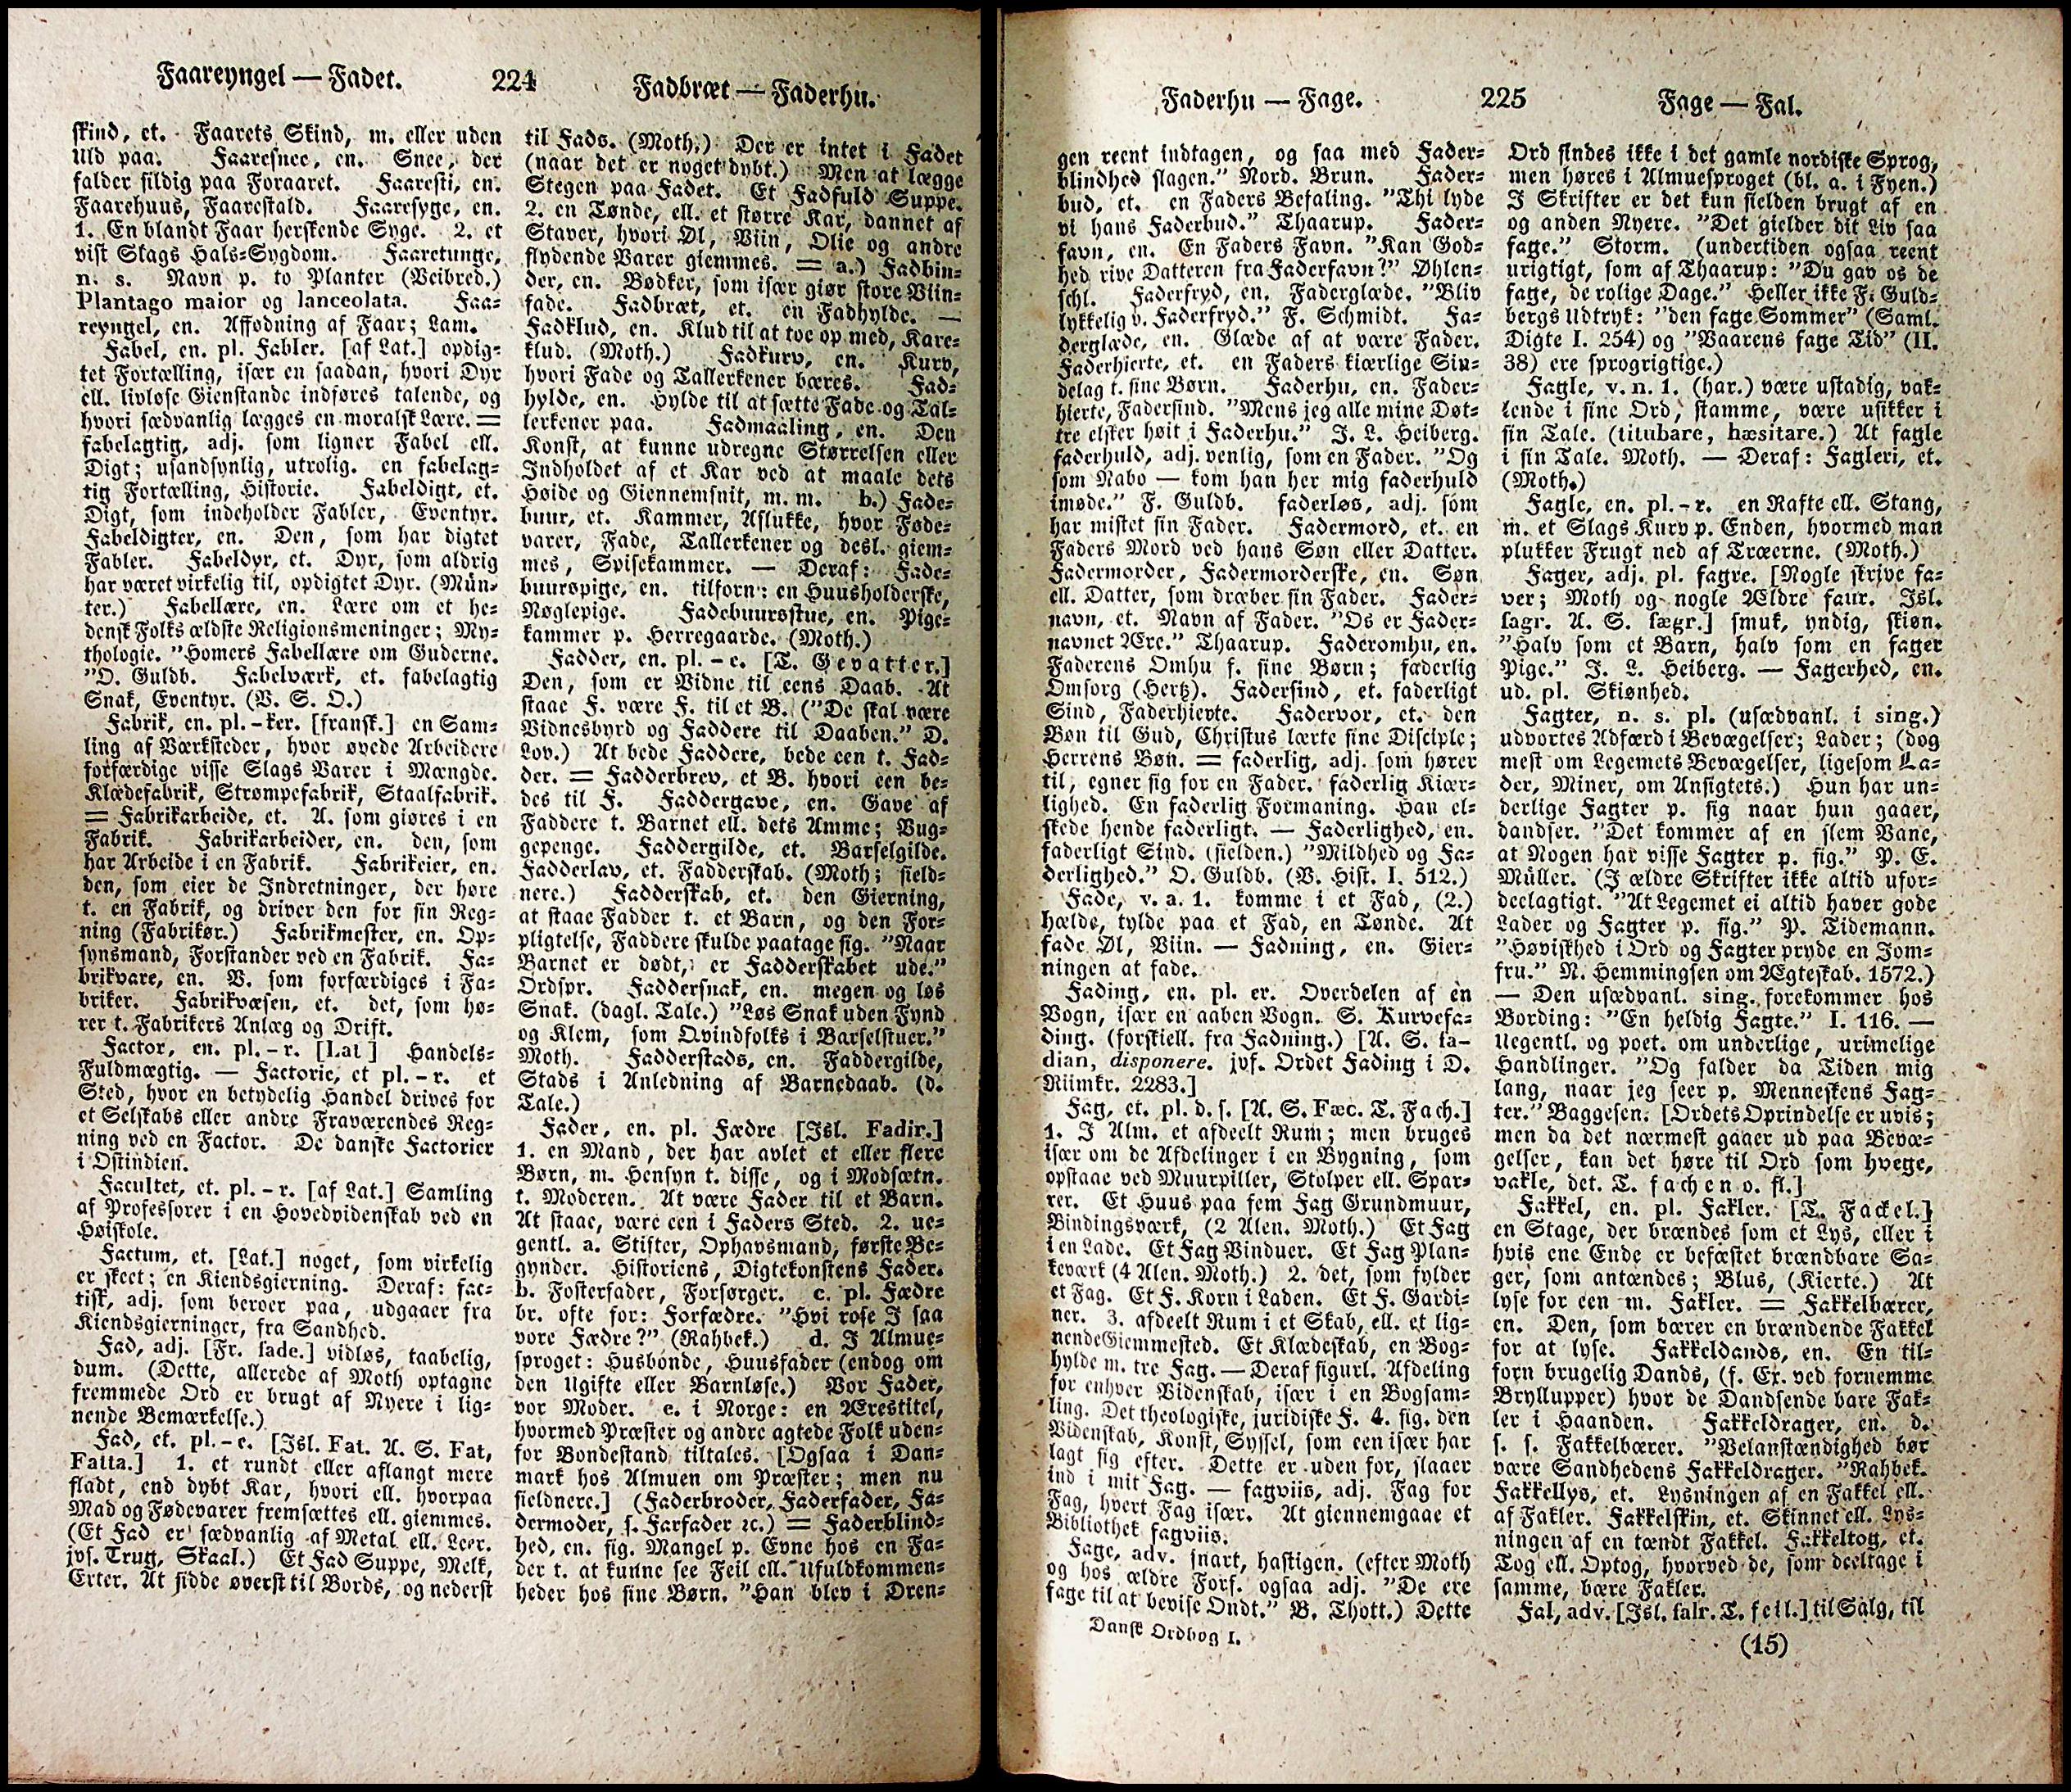 Faareyngel — Fadet.
224
Fadbræt — Faderhu.
skind, et. Faarets Skind, m. eller uden
Uld paa. Faaresnee, en. Snee, der
falder sildig paa Foraaret. Faaresti, en.
Faarehuus, Faarestald. Faaresyge, en.
1. En blandt Faar herskende Syge. 2. et
vist Slags Hals-Sygdom. Faaretunge,
n. s. Navn p. to Planter (Veibred.)
Plantago maior og lanceolata. Faa-
reyngel, en. Affødning af Faar; Lam.
Fabel, en. pl. Fabler. [af Lat.] opdig-
tet Fortælling, især en saadan, hvori Dyr
ell. livløse Gienstande indføres talende, og
hvori sædvanlig lægges en moralsk Lære. =
fabelagtig, adj. som ligner Fabel ell.
Digt; usandsynlig, utrolig. en fabelag-
tig Fortælling, Historie. Fabeldigt, et.
Digt, som indeholder Fabler, Eventyr.
Fabeldigter, en. Den, som har digtet
Fabler. Fabeldyr, et. Dyr, som aldrig
har været virkelig til, opdigtet Dyr. (Mün-
ter.) Fabellære, en. Lære om et he-
densk Folks ældste Religionsmeninger; My-
thologie. "Homers Fabellære om Guderne.
"O. Guldb. Fabelværk, et. fabelagtig
Snak, Eventyr. (V. S. O.)
Fabrik, en. pl. -ker. [fransk.] en Sam-
ling af Værksteder, hvor øvede Arbeidere
forfærdige visse Slags Varer i Mængde.
Klædefabrik, Strømpefabrik, Staalfabrik.
= Fabrikarbeide, et. A. som giøres i en
Fabrik. Fabrikarbeider, en. den, som
har Arbeide i en Fabrik. Fabrikeier, en.
den, som eier de Indretninger, der høre
t. en Fabrik, og driver den for sin Reg-
ning (Fabrikør.) Fabrikmester, en. Op-
synsmand, Forstander ved en Fabrik. Fa-
brikvare, en. V. som forfærdiges i Fa-
briker. Fabrikvæsen, et. det, som hø-
rer t. Fabrikers Anlæg og Drift.
Factor, en. pl. -r. [Lat] Handels-
Fuldmægtig. — Factorie, et pl. -r. et
Sted, hvor en betydelig Handel drives for
et Selskabs eller andre Fraværendes Reg-
ning ved en Factor. De danske Factorier
i Ostindien.
Facultet, et. pl. -r. [af Lat.] Samling
af Professorer i en Hovedvidenskab ved en
Høiskole.
Factum, et. [Lat.] noget, som virkelig
er skeet; en Kiendsgierning. Deraf: fac-
tisk, adj. som beroer paa, udgaaer fra
Kiendsgierninger, fra Sandhed.
Fad, adj. [Fr. fade.] vidløs, taabelig,
dum. (Dette, allerede af Moth optagne
fremmede Ord er brugt af Nyere i lig-
nende Bemærkelse.)
Fad, et. pl. -e. [Isl. Fat. A. S. Fat,
Fatta.] 1. et rundt eller aflangt mere
fladt, end dybt Kar, hvori ell. hvorpaa
Mad og Fødevarer fremsættes ell. giemmes.
(Et Fad er sædvanlig af Metal ell. Leer.
jvf. Trug, Skaal.) Et Fad Suppe, Melk,
Erter. At sidde øverst til Bords, og nederst
til Fads. (Moth.) Der er intet i Fadet
(naar det er noget dybt.) Men at lægge
Stegen paa Fadet. Et Fadfuld Suppe.
2. en Tønde, ell. et større Kar, dannet af
Staver, hvori Øl, Viin, Olie og andre
flydende Varer giemmes. = a.) Fadbin-
der, en. Bødker, som især giør store Viin-
fade. Fadbræt, et. en Fadhylde. —
Fadklud, en. Klud til at toe op med, Kare-
klud. (Moth.) Fadkurv, en. Kurv,
hvori Fade og Tallerkener bæres. Fad-
hylde, en. Hylde til at sætte Fade og Tal-
lerkener paa. Fadmaaling, en. Den
Konst, at kunne udregne Størrelsen eller
Indholdet af et Kar ved at maale dets
Høide og Giennemsnit, m. m. b.) Fade-
buur, et. Kammer, Aflukke, hvor Føde-
varer, Fade, Tallerkener og desl. giem-
mes, Spisekammer. — Deraf: Fade-
buurspige, en. tilforn: en Huusholderske,
Nøglepige. Fadebuursstue, en. Pige-
kammer p. Herregaarde. (Moth.)
Fadder, en. pl. -e. [T. Gevatter.]
Den, som er Vidne til eens Daab. At
staae F. være F. til et B. ("De skal være
Vidnesbyrd og Faddere til Daaben." D.
Lov.) At bede Faddere, bede een t. Fad-
der. = Fadderbrev, et B. hvori een be-
des til F. Faddergave, en. Gave af
Faddere t. Barnet ell. dets Amme; Vug-
gepenge. Faddergilde, et. Barselgilde.
Fadderlav, et. Fadderskab. (Moth; sield-
nere.) Fadderskab, et. den Gierning,
at staae Fadder t. et Barn, og den For-
pligtelse, Faddere skulde paatage sig. "Naar
Barnet er dødt, er Fadderskabet ude."
Ordspr. Faddersnak, en. megen og løs
Snak. (dagl. Tale.) "Løs Snak uden Fynd
og Klem, som Qvindfolks i Barselstuer."
Moth. Fadderstads, en. Faddergilde,
Stads i Anledning af Barnedaab. (d.
Tale.)
Fader, en. pl. Fædre [Isl. Fadir.]
1. en Mand, der har avlet et eller flere
Børn, m. Hensyn t. disse, og i Modsætn.
t. Moderen. At være Fader til et Barn.
At staae, være een i Faders Sted. 2. ue-
gentl. a. Stifter, Ophavsmand, første Be-
gynder. Historiens, Digtekonstens Fader.
b. Fosterfader, Forsørger. c. pl. Fædre
br. ofte for: Forfædre. "Hvi rose I saa
vore Fædre?" (Rahbek.) d. I Almue-
sproget: Husbonde, Huusfader (endog om
den Ugifte eller Barnløse.) Vor Fader,
vor Moder. e. i Norge: en Ærestitel,
hvormed Præster og andre agtede Folk uden-
for Bondestand tiltales. [Ogsaa i Dan-
mark hos Almuen om Præster; men nu
sieldnere.] (Faderbroder, Faderfader, Fa-
dermoder, s. Farfader ꝛc.) = Faderblind-
hed, en. fig. Mangel p. Evne hos en Fa-
der t. at kunne see Feil ell. Ufuldkommen-
heder hos sine Børn. "Han blev i Dren-
Faderhu — Fage.
225
Fage — Fal.
gen reent indtagen, og saa med Fader-
blindhed slagen." Nord. Brun. Fader-
bud, et. en Faders Befaling. "Thi lyde
vi hans Faderbud." Thaarup. Fader-
favn, en. En Faders Favn. "Kan God-
hed rive Datteren fra Faderfavn?" Øhlen-
schl. Faderfryd, en. Faderglæde. "Bliv
lykkelig v. Faderfryd." F. Schmidt. Fa-
derglæde, en. Glæde af at være Fader.
Faderhierte, et. en Faders kiærlige Sin-
delag t. sine Børn. Faderhu, en. Fader-
hierte, Fadersind. "Mens jeg alle mine Døt-
tre elsker høit i Faderhu." J. L. Heiberg.
faderhuld, adj. venlig, som en Fader. "Og
som Nabo — kom han her mig faderhuld
imøde." F. Guldb. faderløs, adj. som
har mistet sin Fader. Fadermord, et. en
Faders Mord ved hans Søn eller Datter.
Fadermorder, Fadermorderske, en. Søn
ell. Datter, som dræber sin Fader. Fader-
navn, et. Navn af Fader. "Os er Fader-
navnet Ære." Thaarup. Faderomhu, en.
Faderens Omhu f. sine Børn; faderlig
Omsorg (Hertz). Fadersind, et. faderligt
Sind, Faderhierte. Fadervor, et. den
Bøn til Gud, Christus lærte sine Disciple;
Herrens Bøn. = faderlig, adj. som hører
til, egner sig for en Fader. faderlig Kiær-
lighed. En faderlig Formaning. Han el-
skede hende faderligt. — Faderlighed, en.
faderligt Sind. (sielden.) "Mildhed og Fa-
derlighed." O. Guldb. (V. Hist. I. 512.)
Fade, v. a. 1. komme i et Fad, (2.)
hælde, tylde paa et Fad, en Tønde. At
fade Øl, Viin. — Fadning, en. Gier-
ningen at fade.
Fading, en. pl. er. Overdelen af en
Vogn, især en aaben Vogn. S. Kurvefa-
ding. (forskiell. fra Fadning.) [A. S. fa-
dian, disponere. jvf. Ordet Fading i D.
Riimkr. 2283.]
Fag, et. pl. d. s. [A. S. Fæc. T. Fach.]
1. I Alm. et afdeelt Rum; men bruges
især om de Afdelinger i en Bygning, som
opstaae ved Muurpiller, Stolper ell. Spar-
rer. Et Huus paa fem Fag Grundmuur,
Bindingsværk, (2 Alen. Moth.) Et Fag
i en Lade. Et Fag Vinduer. Et Fag Plan-
keværk (4 Alen. Moth.) 2. det, som fylder
et Fag. Et F. Korn i Laden. Et F. Gardi-
ner. 3. afdeelt Rum i et Skab, ell. et lig-
nende Giemmested. Et Klædeskab, en Bog-
hylde m. tre Fag. — Deraf figurl. Afdeling
for enhver Videnskab, især i en Bogsam-
ling. Det theologiske, juridiske F. 4. fig. den
Videnskab, Konst, Syssel, som een især har
lagt sig efter. Dette er uden for, slaaer
ind i mit Fag. — fagviis, adj. Fag for
Fag, hvert Fag især. At giennemgaae et
Bibliothek fagviis.
Fage, adv. snart, hastigen. (efter Moth
og hos ældre Forf. ogsaa adj. "De ere
fage til at bevise Ondt." B. Thott.) Dette
Dansk Ordbog I.
Ord findes ikke i det gamle nordiske Sprog,
men høres i Almuesproget (bl. a. i Fyen.)
I Skrifter er det kun sielden brugt af en
og anden Nyere. "Det gielder dit Liv saa
fage." Storm. (undertiden ogsaa reent
urigtigt, som af Thaarup: "Du gav os de
fage, de rolige Dage." Heller ikke F. Guld-
bergs Udtryk: "den fage Sommer" (Saml.
Digte I. 254) og "Vaarens fage Tid" (II.
38) ere sprogrigtige.)
Fagle, v. n. 1. (har.) være ustadig, vak-
lende i sine Ord, stamme, være usikker i
sin Tale. (titubare, hæsitare.) At fagle
i sin Tale. Moth. — Deraf: Fagleri, et.
(Moth.)
Fagle, en. pl. -r. en Rafte ell. Stang,
m. et Slags Kurv p. Enden, hvormed man
plukker Frugt ned af Træerne. (Moth.)
Fager, adj. pl. fagre. [Nogle skrive fa-
ver; Moth og nogle Ældre faur. Isl.
fagr. A. S. fægr.] smuk, yndig, skiøn.
"Halv som et Barn, halv som en fager
Pige." J. L. Heiberg. — Fagerhed, en.
ud. pl. Skiønhed.
Fagter, n. s. pl. (usædvanl. i sing.)
udvortes Adfærd i Bevægelser; Lader; (dog
mest om Legemets Bevægelser, ligesom La-
der, Miner, om Ansigtets.) Hun har un-
derlige Fagter p. sig naar hun gaaer,
dandser. "Det kommer af en slem Vane,
at Nogen har visse Fagter p. sig." P. E.
Müller. (I ældre Skrifter ikke altid ufor-
deelagtigt. "At Legemet ei altid haver gode
Lader og Fagter p. sig." P. Tidemann.
"Høviskhed i Ord og Fagter pryde en Jom-
fru." N. Hemmingsen om Ægteskab. 1572.)
— Den usædvanl. sing. forekommer hos
Bording: "En heldig Fagte." I. 116. —
Uegentl. og poet. om underlige, urimelige
Handlinger. "Og falder da Tiden mig
lang, naar jeg seer p. Menneskens Fag-
ter." Baggesen. [Ordets Oprindelse er uvis;
men da det nærmest gaaer ud paa Bevæ-
gelser, kan det høre til Ord som hvege,
vakle, det. T. fachen o. fl.]
Fakkel, en. pl. Fakler. [T. Fackel.]
en Stage, der brændes som et Lys, eller i
hvis ene Ende er befæstet brændbare Sa-
ger, som antændes; Blus, (Kierte.) At
lyse for een m. Fakler. = Fakkelbærer,
en. Den, som bærer en brændende Fakkel
for at lyse. Fakkeldands, en. En til-
forn brugelig Dands, (f. Ex. ved fornemme
Bryllupper) hvor de Dandsende bare Fak-
ler i Haanden. Fakkeldrager, en. d.
s. s. Fakkelbærer. "Velanstændighed bør
være Sandhedens Fakkeldrager. "Rahbek.
Fakkellys, et. Lysningen af en Fakkel ell.
af Fakler. Fakkelskin, et. Skinnet ell. Lys-
ningen af en tændt Fakkel. Fakkeltog, et.
Tog ell. Optog, hvorved de, som deeltage i
samme, bære Fakler.
Fal, adv. [Isl. falr. T. feil.] til Salg, til
(15)